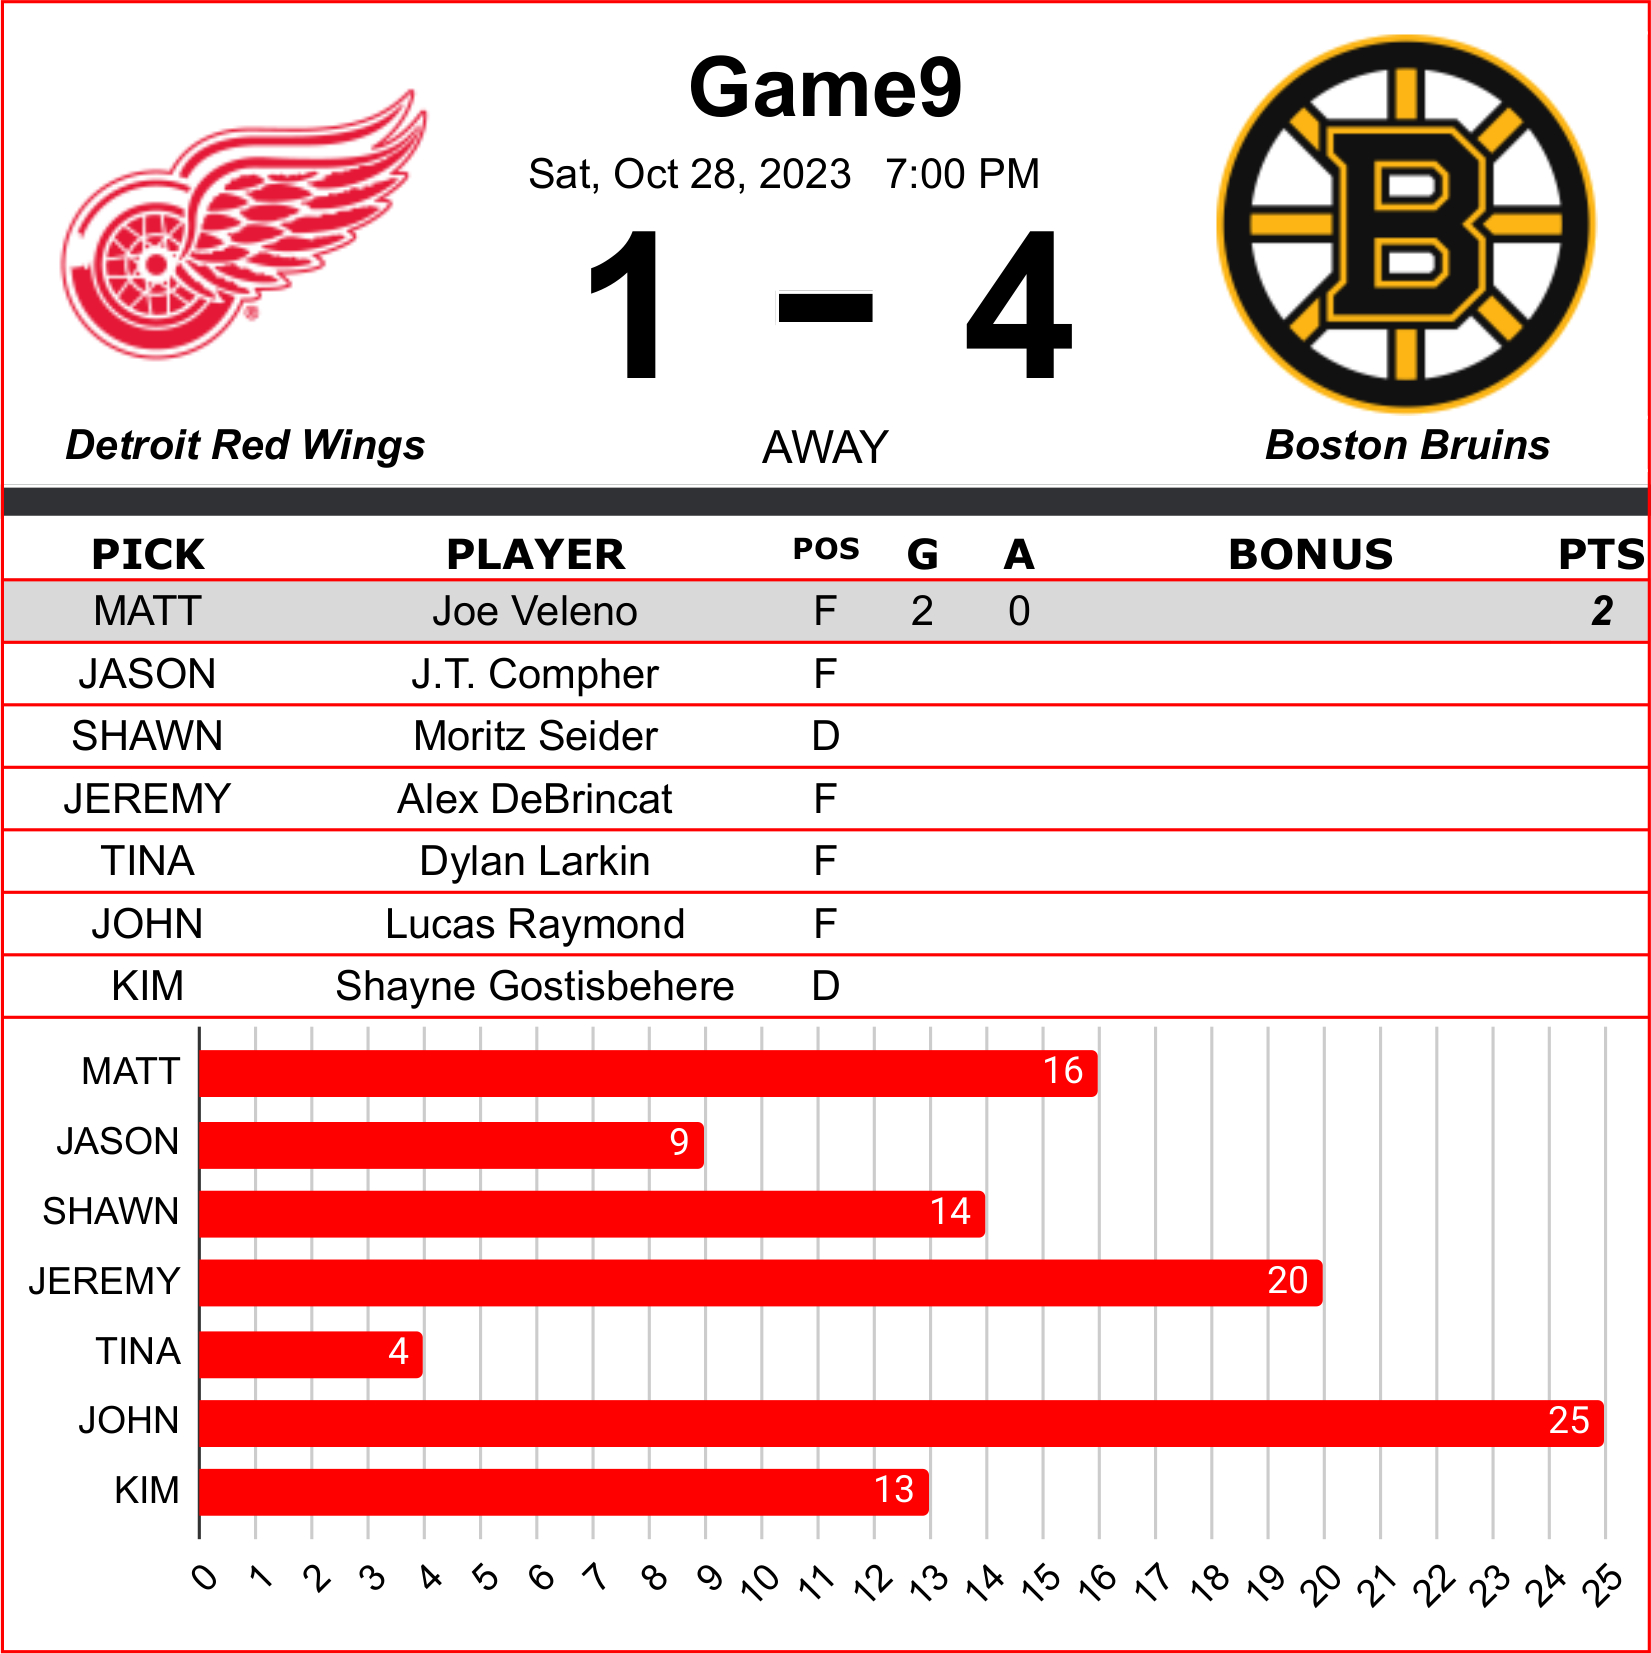 Game9
Sat, Oct 28, 2023 7:00 PM
1 – 4
Detroit Red Wings AWAY Boston Bruins
B
®
PICK PLAYER POS G A BONUS PTS
MATT Joe Veleno F 2 0 2
JASON J.T. Compher F
SHAWN Moritz Seider D
JEREMY Alex DeBrincat F
TINA Dylan Larkin F
JOHN Lucas Raymond F
KIM Shayne Gostisbehere D
MATT 16
JASON 9
SHAWN 14
JEREMY 20
TINA 4
JOHN 25
KIM 13
0 1 2 3 4 5 6 7 8 9 10 11 12 13 14 15 16 17 18 19 20 21 22 23 24 25